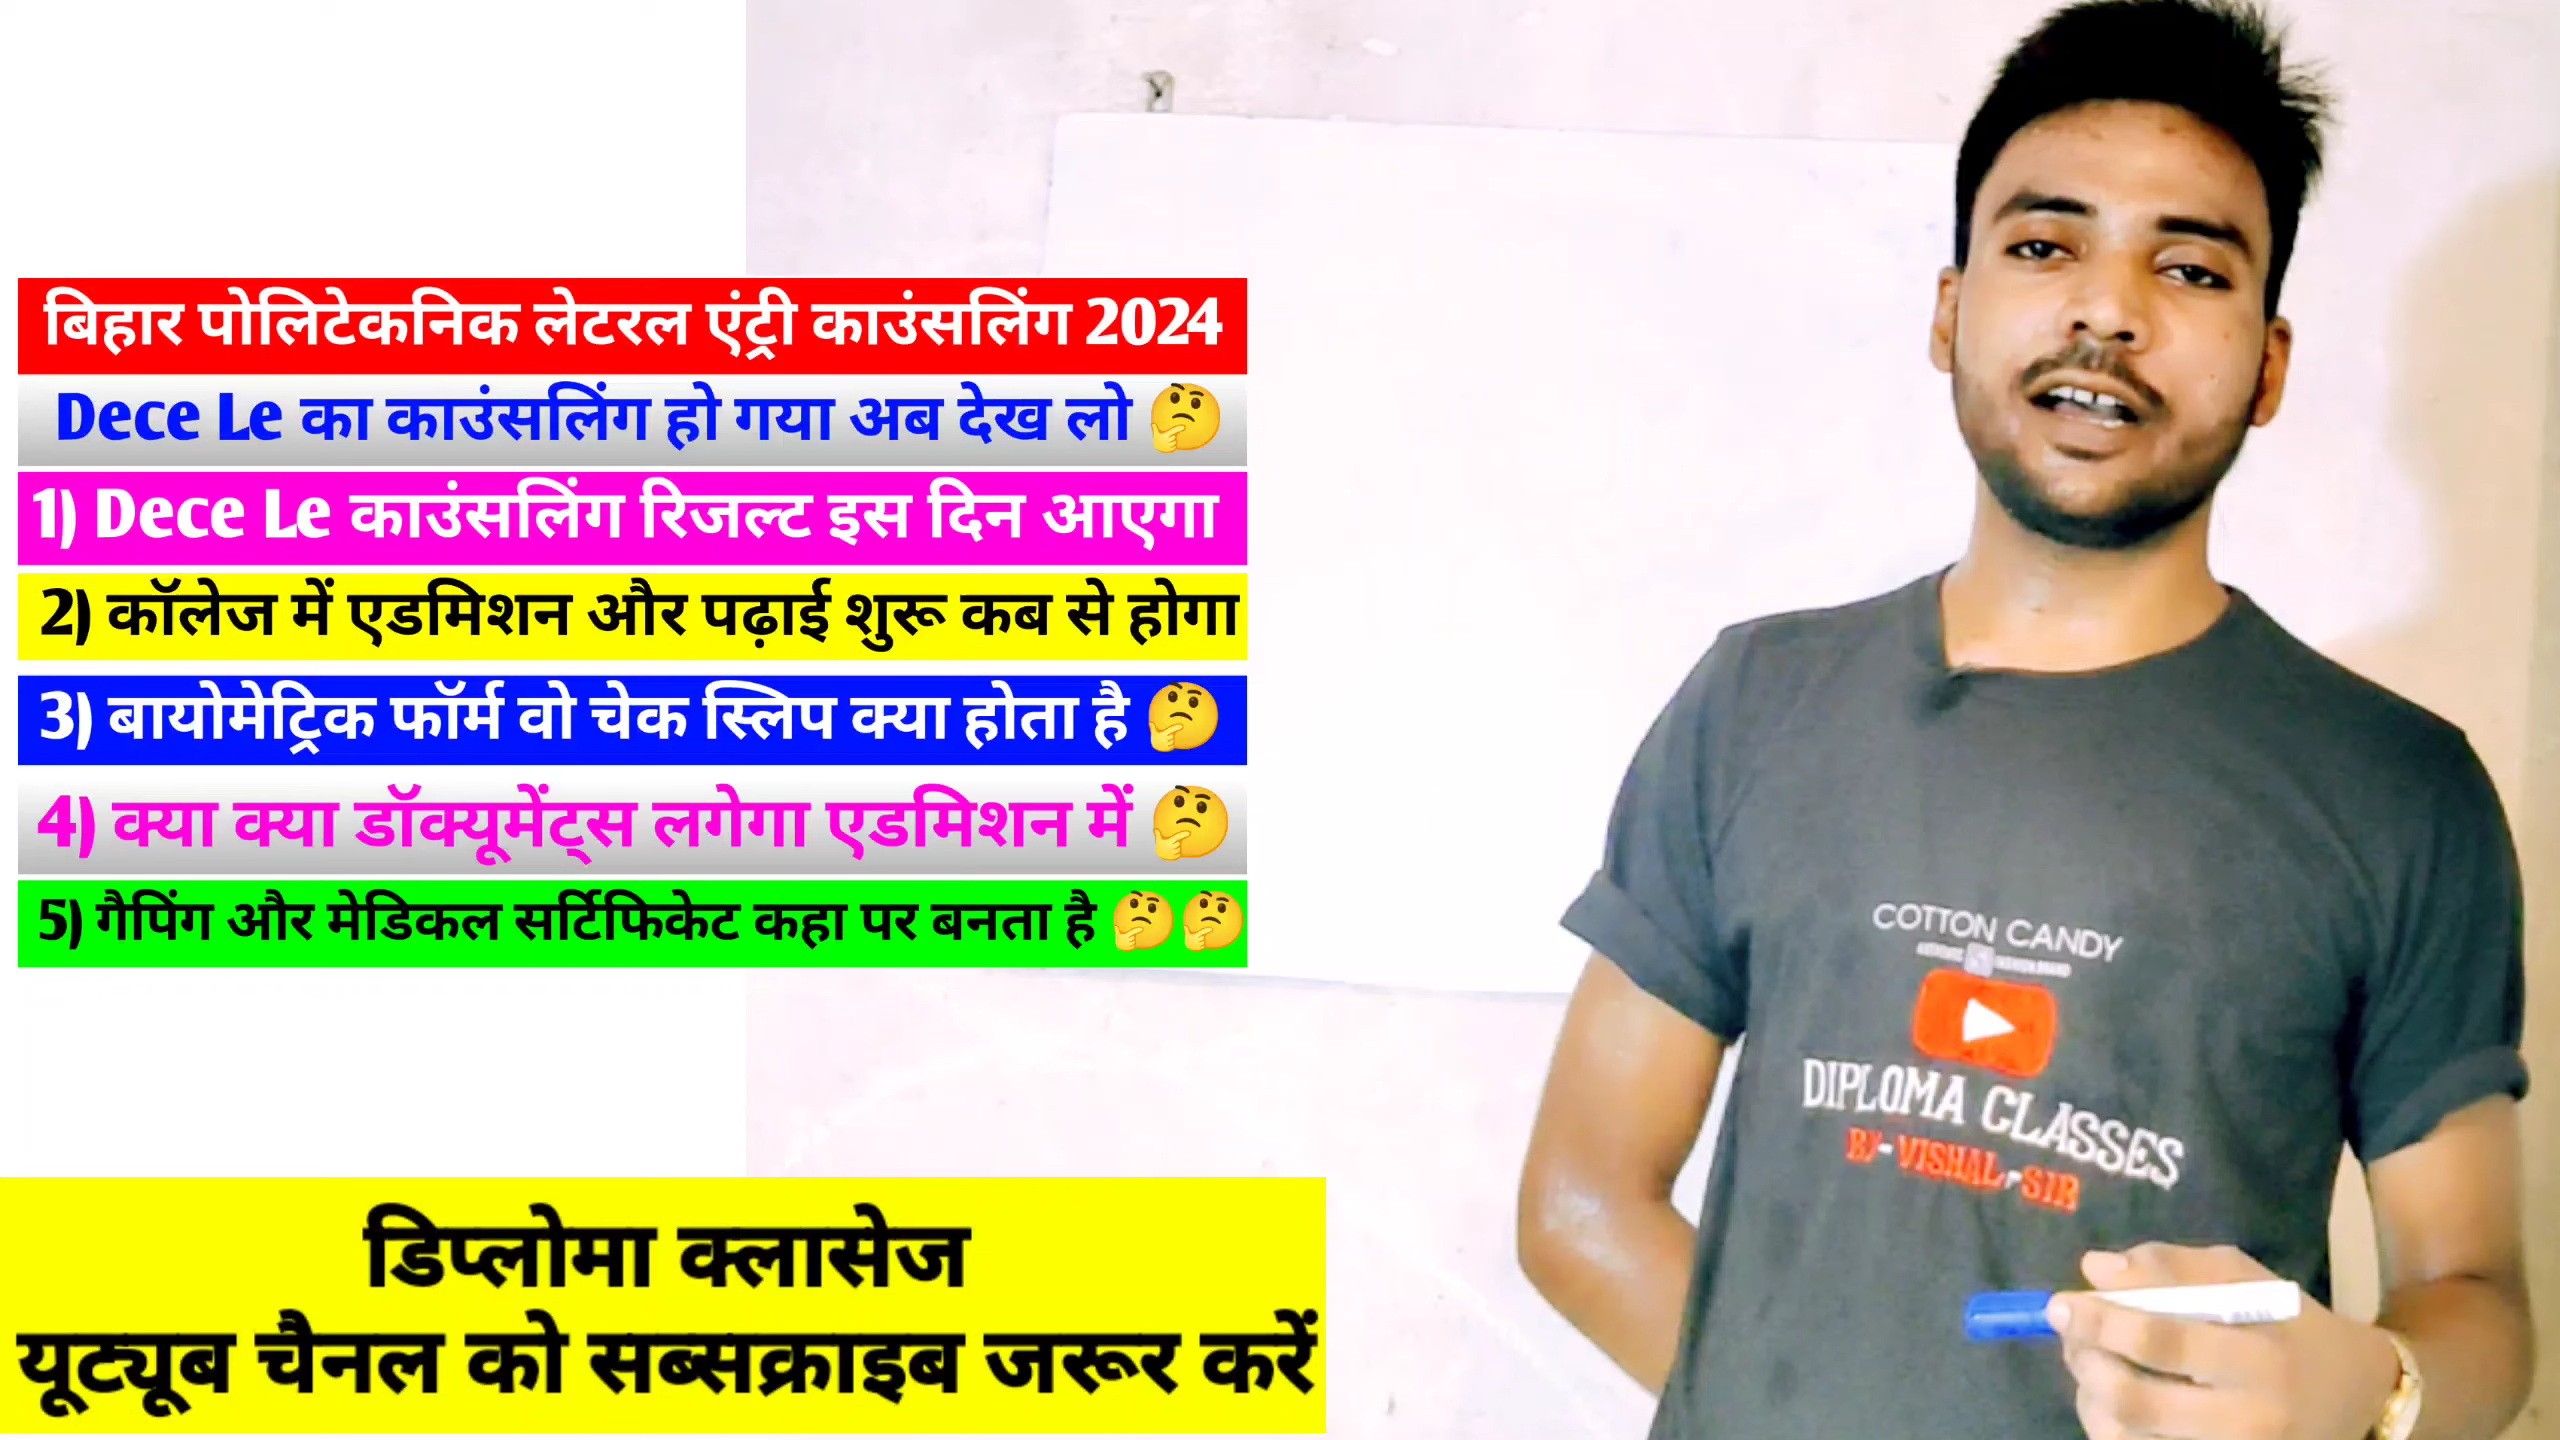 बिहार पोलिटेकनिक लेटरल एंट्री काउंसलिंग 2024
Dece Le का काउंसलिंग हो गया अब देख लो 🤔
1) Dece Le काउंसलिंग रिजल्ट इस दिन आएगा
2) कॉलेज में एडमिशन और पढ़ाई शुरू कब से होगा
3) बायोमेट्रिक फॉर्म वो चेक स्लिप क्या होता है 🤔
4) क्या क्या डॉक्यूमेंट्स लगेगा एडमिशन में 🤔
5) गैपिंग और मेडिकल सर्टिफिकेट कहा पर बनता है 🤔🤔
डिप्लोमा क्लासेज
यूट्यूब चैनल को सब्सक्राइब जरूर करें
COTTON CANDY
DIPLOMA CLASSES
BY-VISHAL-SIR